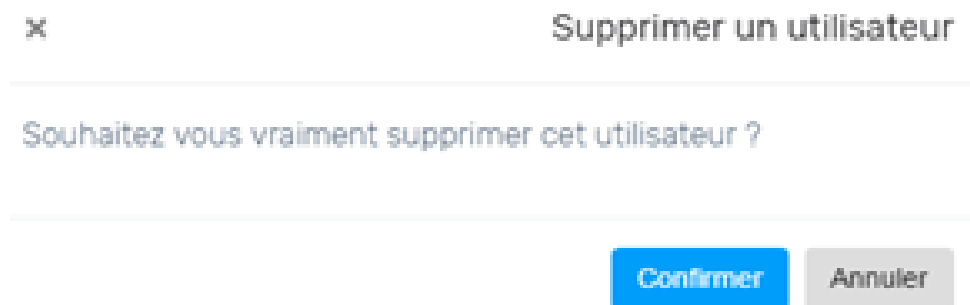 × Supprimer un utilisateur
Souhaitez vous vraiment supprimer cet utilisateur ?
Confirmer Annuler